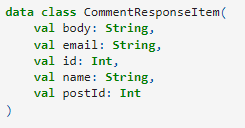 data class CommentResponseItem(
    val body: String,
    val email: String,
    val id: Int,
    val name: String,
    val postId: Int
)